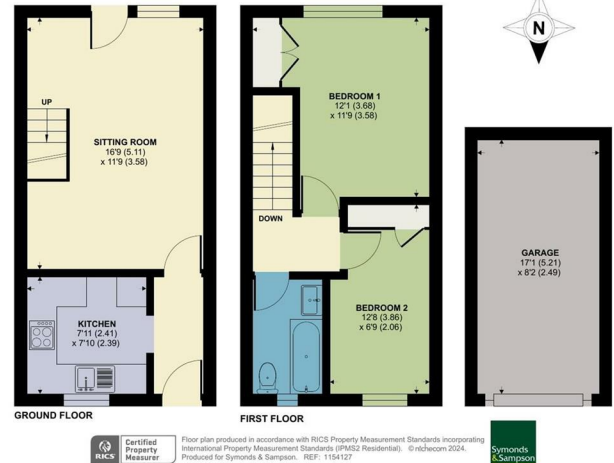 N
UP
SITTING ROOM
16'9 (5.11)
x 11'9 (3.58)
KITCHEN
7'11 (2.41)
x 7'10 (2.39)
GROUND FLOOR
BEDROOM 1
12'1 (3.68)
x 11'9 (3.58)
DOWN
BEDROOM 2
12'8 (3.86)
x 6'9 (2.06)
FIRST FLOOR
GARAGE
17'1 (5.21)
x 8'2 (2.49)
RICS
Certified
Property
Measurer
Floor plan produced in accordance with RICS Property Measurement Standards incorporating
International Property Measurement Standards (IPMS2 Residential). © nichecom 2024.
Produced for Symonds & Sampson. REF: 1154127
Symonds
&Sampson